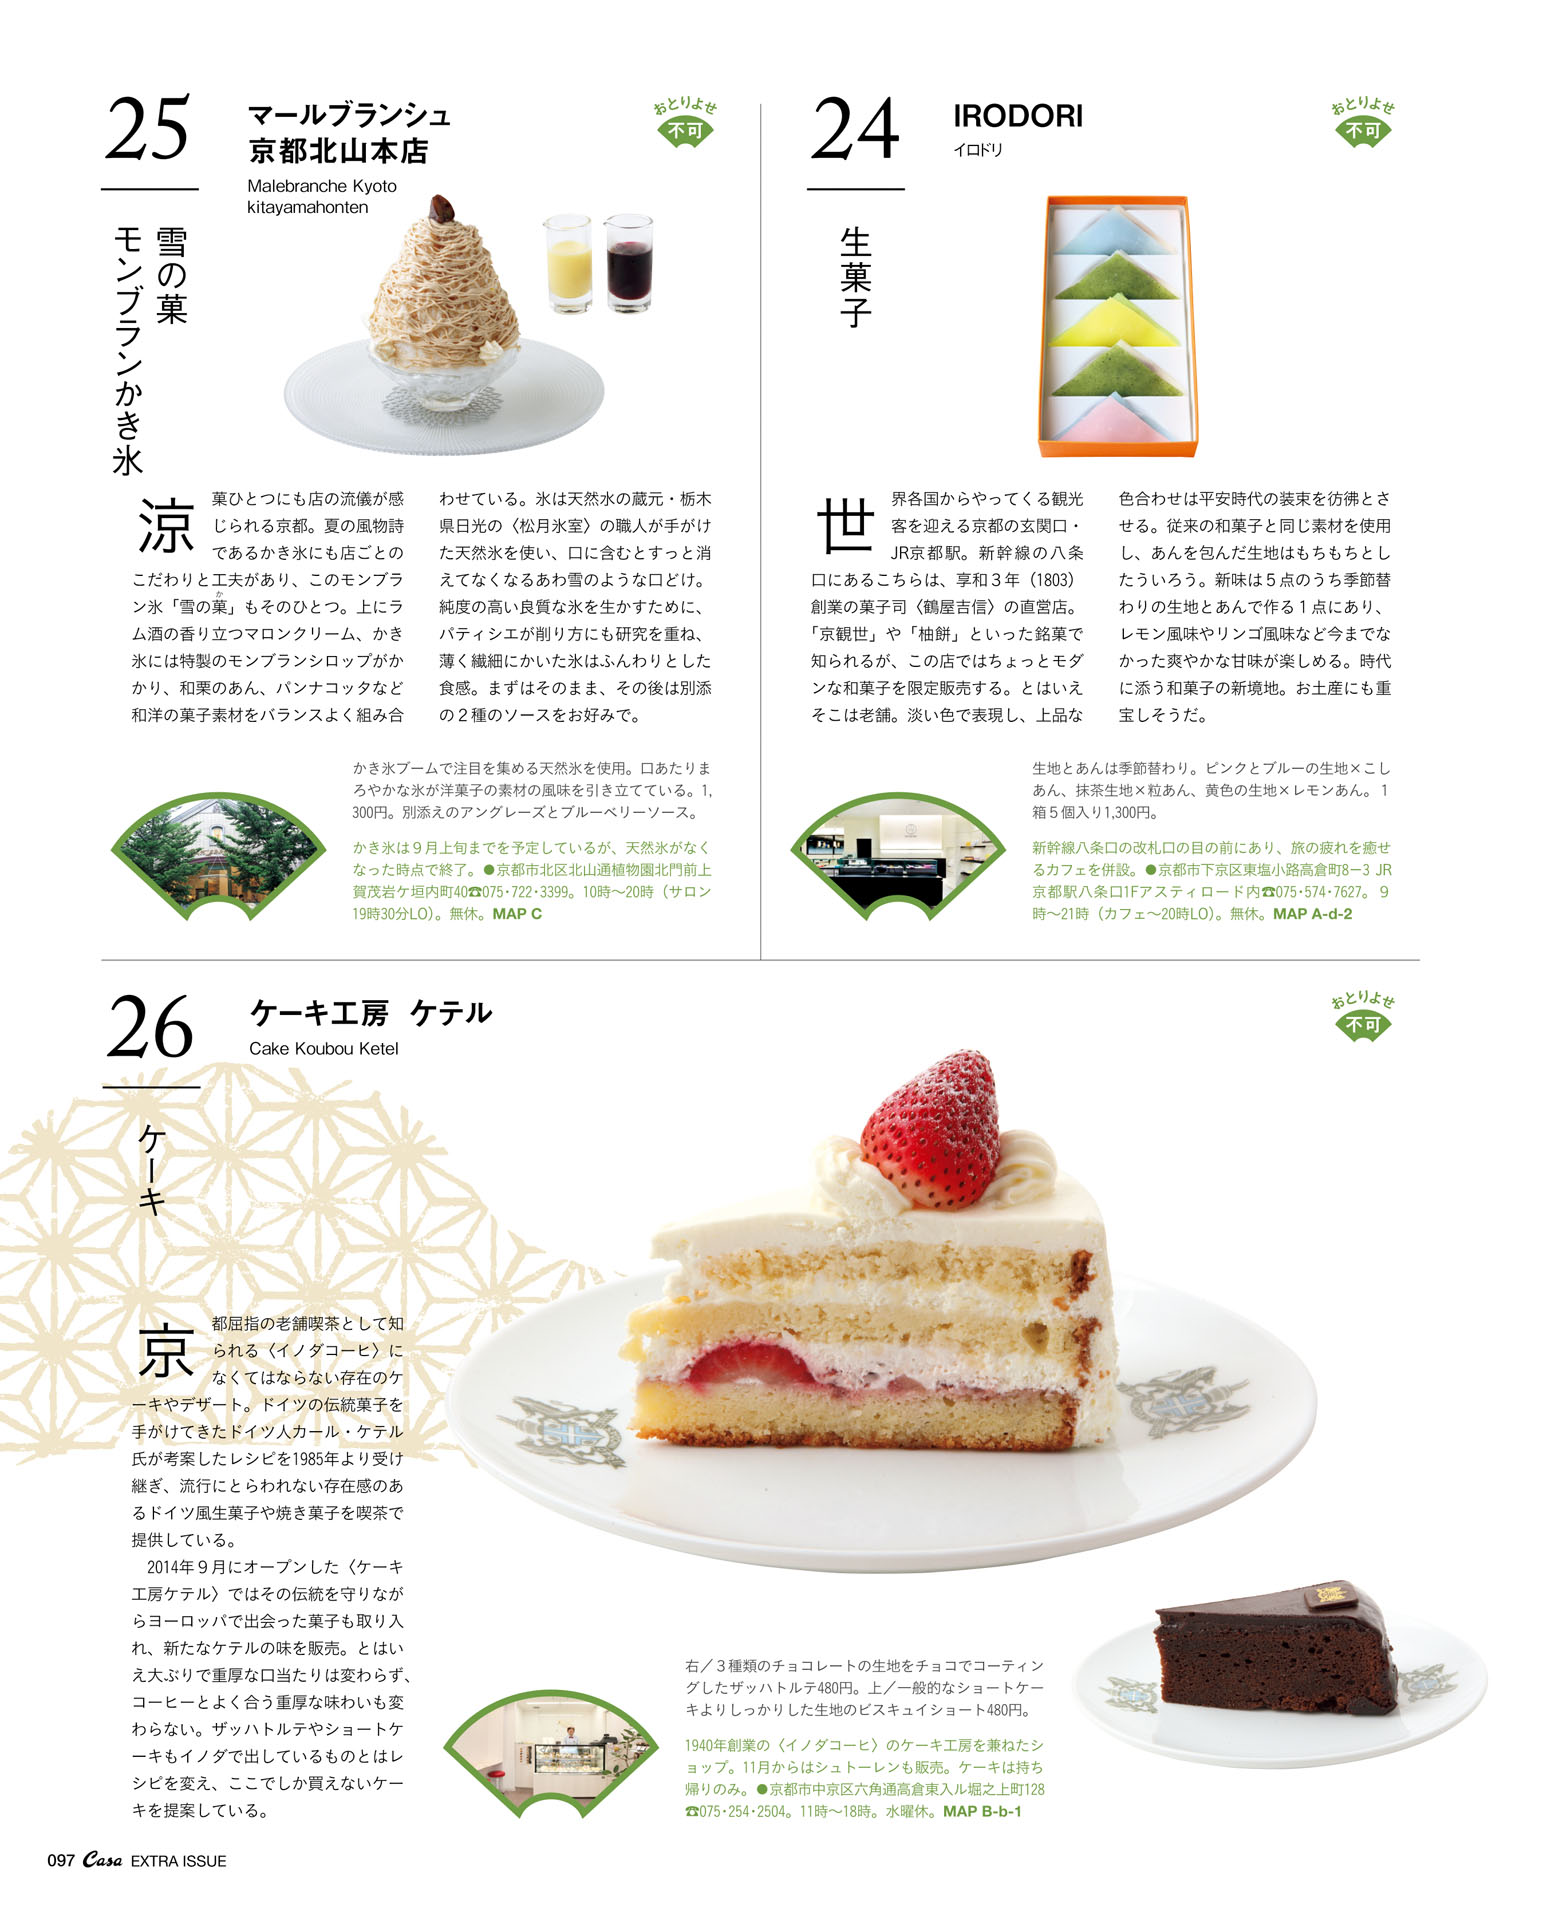 25
マールブランシュ
京都北山本店
Malebranche Kyoto
kitayamahonten
おとりよせ
不可
雪の菓
モンブランかき氷
涼
菓ひとつにも店の流儀が感
じられる京都。夏の風物詩
であるかき氷にも店ごとの
こだわりと工夫があり、このモンブラ
か
ン氷「雪の菓」もそのひとつ。上にラ
ム酒の香り立つマロンクリーム、かき
氷には特製のモンブランシロップがか
かり、和栗のあん、パンナコッタなど
和洋の菓子素材をバランスよく組み合
わせている。氷は天然水の蔵元・栃木
県日光の〈松月氷室〉の職人が手がけ
た天然氷を使い、口に含むとすっと消
えてなくなるあわ雪のような口どけ。
純度の高い良質な氷を生かすために、
パティシエが削り方にも研究を重ね、
薄く繊細にかいた氷はふんわりとした
食感。まずはそのまま、その後は別添
の2種のソースをお好みで。
かき氷ブームで注目を集める天然氷を使用。口あたりま
ろやかな氷が洋菓子の素材の風味を引き立てている。1,
300円。別添えのアングレーズとブルーベリーソース。
かき氷は9月上旬までを予定しているが、天然氷がなく
なった時点で終了。●京都市北区北山通植物園北門前上
賀茂岩ケ垣内町40☎075・722・3399。10時〜20時（サロン
19時30分LO）。無休。MAP C
24
IRODORI
イロドリ
おとりよせ
不可
生菓子
世
界各国からやってくる観光
客を迎える京都の玄関口・
JR京都駅。新幹線の八条
口にあるこちらは、享和3年（1803）
創業の菓子司〈鶴屋吉信〉の直営店。
「京観世」や「柚餅」といった銘菓で
知られるが、この店ではちょっとモダ
ンな和菓子を限定販売する。とはいえ
そこは老舗。淡い色で表現し、上品な
色合わせは平安時代の装束を彷彿とさ
せる。従来の和菓子と同じ素材を使用
し、あんを包んだ生地はもちもちとし
たういろう。新味は5点のうち季節替
わりの生地とあんで作る1点にあり、
レモン風味やリンゴ風味など今までな
かった爽やかな甘味が楽しめる。時代
に添う和菓子の新境地。お土産にも重
宝しそうだ。
生地とあんは季節替わり。ピンクとブルーの生地×こし
あん、抹茶生地×粒あん、黄色の生地×レモンあん。1
箱5個入り1,300円。
新幹線八条口の改札口の目の前にあり、旅の疲れを癒せ
るカフェを併設。●京都市下京区東塩小路高倉町8−3 JR
京都駅八条口1Fアスティロード内☎075・574・7627。9
時〜21時（カフェ〜20時LO）。無休。MAP A-d-2
26
ケーキ工房 ケテル
Cake Koubou Ketel
おとりよせ
不可
ケーキ
京
都屈指の老舗喫茶として知
られる〈イノダコーヒ〉に
なくてはならない存在のケ
ーキやデザート。ドイツの伝統菓子を
手がけてきたドイツ人カール・ケテル
氏が考案したレシピを1985年より受け
継ぎ、流行にとらわれない存在感のあ
るドイツ風生菓子や焼き菓子を喫茶で
提供している。
2014年9月にオープンした〈ケーキ
工房ケテル〉ではその伝統を守りなが
らヨーロッパで出会った菓子も取り入
れ、新たなケテルの味を販売。とはい
え大ぶりで重厚な口当たりは変わらず、
コーヒーとよく合う重厚な味わいも変
わらない。ザッハトルテやショートケ
ーキもイノダで出しているものとはレ
シピを変え、ここでしか買えないケー
キを提案している。
右／3種類のチョコレートの生地をチョコでコーティン
グしたザッハトルテ480円。上／一般的なショートケー
キよりしっかりした生地のビスキュイショート480円。
1940年創業の〈イノダコーヒ〉のケーキ工房を兼ねたシ
ョップ。11月からはシュトーレンも販売。ケーキは持ち
帰りのみ。●京都市中京区六角通高倉東入ル堀之上町128
☎075・254・2504。11時〜18時。水曜休。MAP B-b-1
097 Casa EXTRA ISSUE